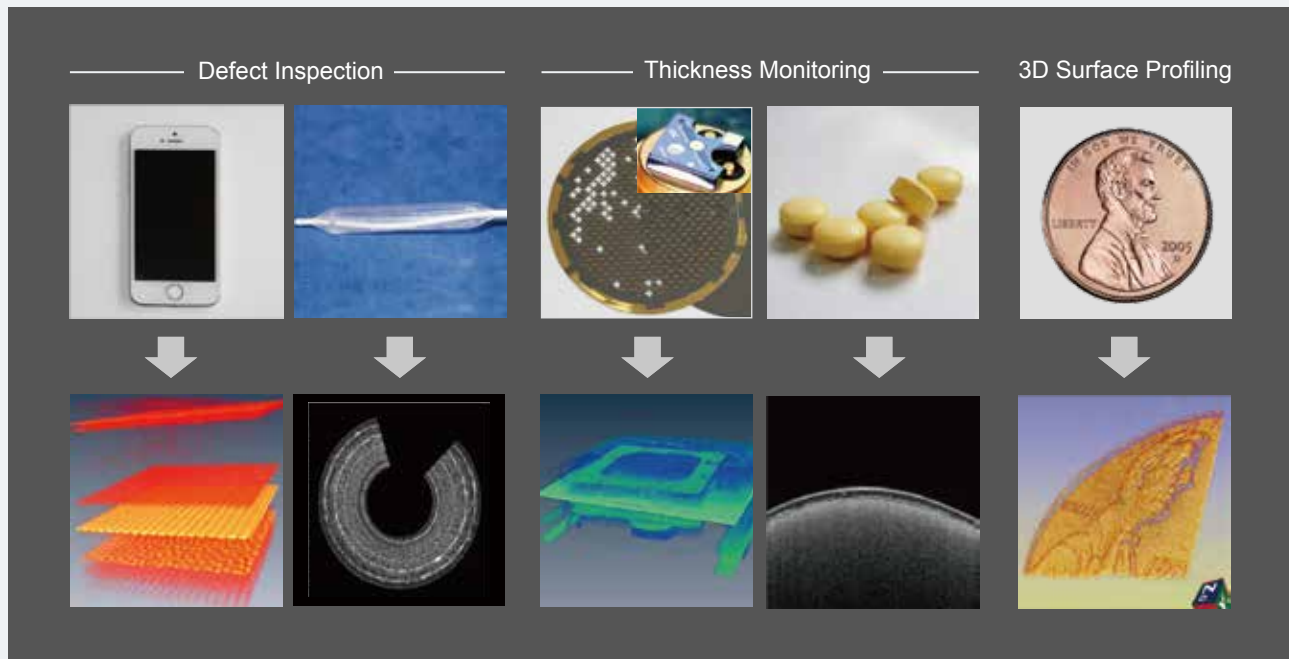 Defect Inspection
Thickness Monitoring
3D Surface Profiling
IN GOD WE TRUST
LIBERTY
2005
D